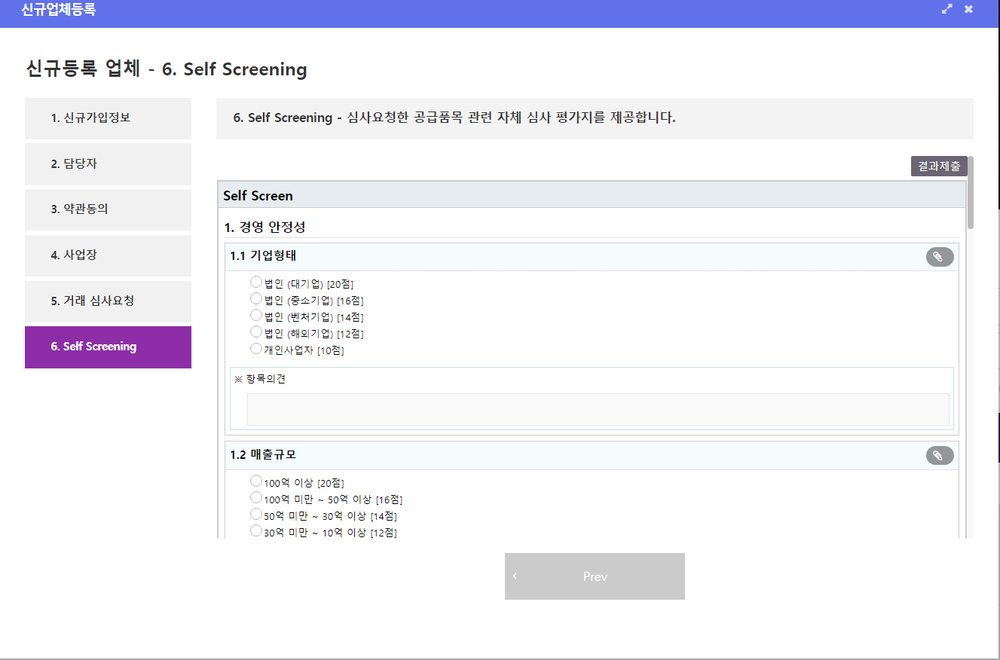 신규업체등록
신규등록 업체 - 6. Self Screening
1. 신규가입정보
2. 담당자
3. 약관동의
4. 사업장
5. 거래 심사요청
6. Self Screening
6. Self Screening - 심사요청한 공급품목 관련 자체 심사 평가지를 제공합니다.
결과제출
Self Screen
1. 경영 안정성
1.1 기업형태
법인 (대기업) [20점]
법인 (중소기업) [16점]
법인 (벤처기업) [14점]
법인 (해외기업) [12점]
개인사업자 [10점]
※ 항목의견
1.2 매출규모
100억 이상 [20점]
100억 미만 ~ 50억 이상 [16점]
50억 미만 ~ 30억 이상 [14점]
30억 미만 ~ 10억 이상 [12점]
‹ Prev